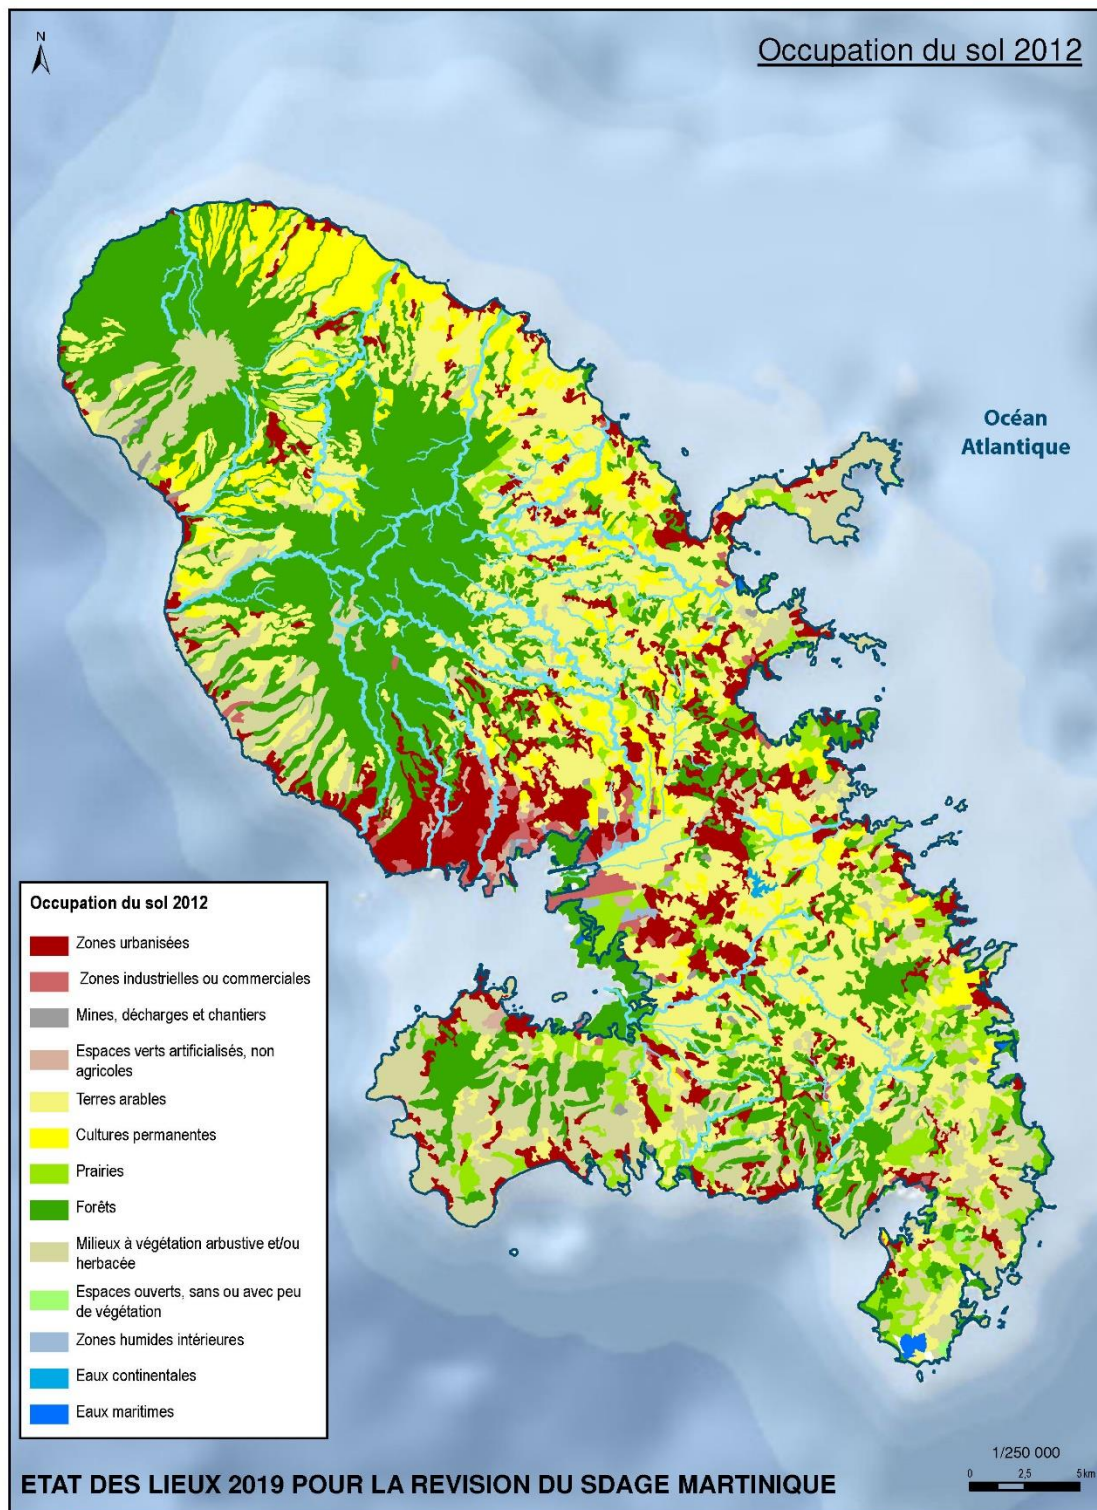 N
Occupation du sol 2012
Océan
Atlantique
Occupation du sol 2012
Zones urbanisées
Zones industrielles ou commerciales
Mines, décharges et chantiers
Espaces verts artificialisés, non
agricoles
Terres arables
Cultures permanentes
Prairies
Forêts
Milieux à végétation arbustive et/ou
herbacée
Espaces ouverts, sans ou avec peu
de végétation
Zones humides intérieures
Eaux continentales
Eaux maritimes
1/250 000
0 2,5 5 km
ETAT DES LIEUX 2019 POUR LA REVISION DU SDAGE MARTINIQUE